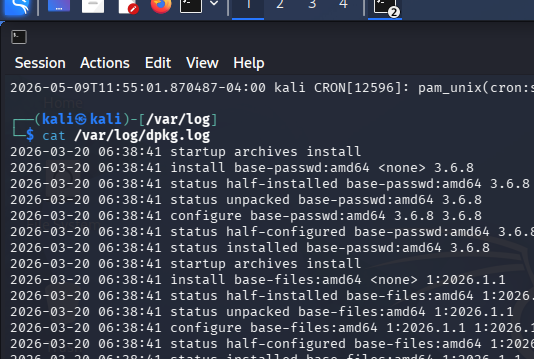 1 2 3 4 2
Session Actions Edit View Help
2026-05-09T11:55:01.870487-04:00 kali CRON[12596]: pam_unix(cron:s
┌──(kali㉿kali)-[/var/log]
└─$ cat /var/log/dpkg.log
2026-03-20 06:38:41 startup archives install
2026-03-20 06:38:41 install base-passwd:amd64 <none> 3.6.8
2026-03-20 06:38:41 status half-installed base-passwd:amd64 3.6.8
2026-03-20 06:38:41 status unpacked base-passwd:amd64 3.6.8
2026-03-20 06:38:41 configure base-passwd:amd64 3.6.8 3.6.8
2026-03-20 06:38:41 status half-configured base-passwd:amd64 3.6.8
2026-03-20 06:38:41 status installed base-passwd:amd64 3.6.8
2026-03-20 06:38:41 startup archives install
2026-03-20 06:38:41 install base-files:amd64 <none> 1:2026.1.1
2026-03-20 06:38:41 status half-installed base-files:amd64 1:2026.
2026-03-20 06:38:41 status unpacked base-files:amd64 1:2026.1.1
2026-03-20 06:38:41 configure base-files:amd64 1:2026.1.1 1:2026.1
2026-03-20 06:38:41 status half-configured base-files:amd64 1:2026
2026-03-20 06:38:41 status installed base-files:amd64 1:2026.1.1